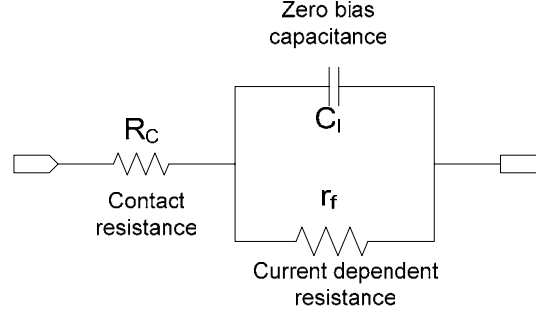 Zero bias
capacitance
C_I
R_C
Contact
resistance
r_f
Current dependent
resistance